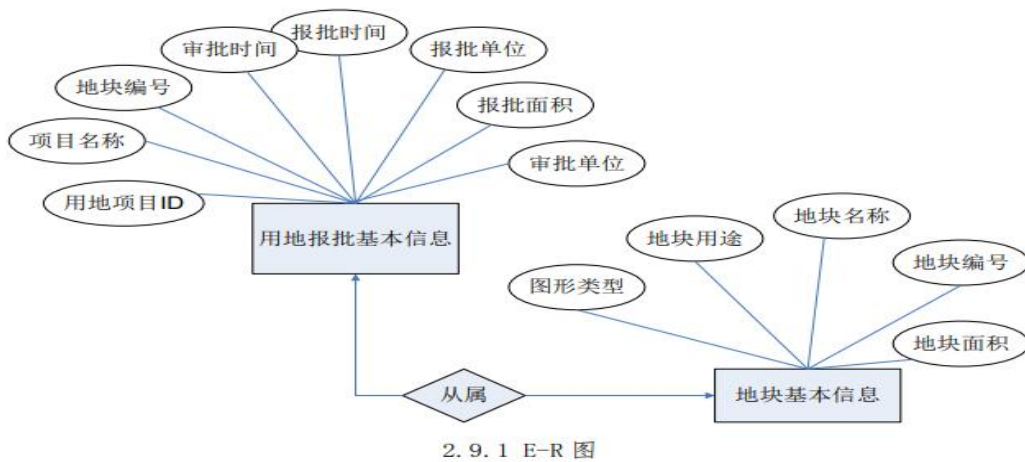 报批时间
审批时间
报批单位
地块编号
报批面积
项目名称
审批单位
用地项目ID
用地报批基本信息
地块名称
地块用途
地块编号
图形类型
地块面积
从属
地块基本信息
2.9.1 E-R 图